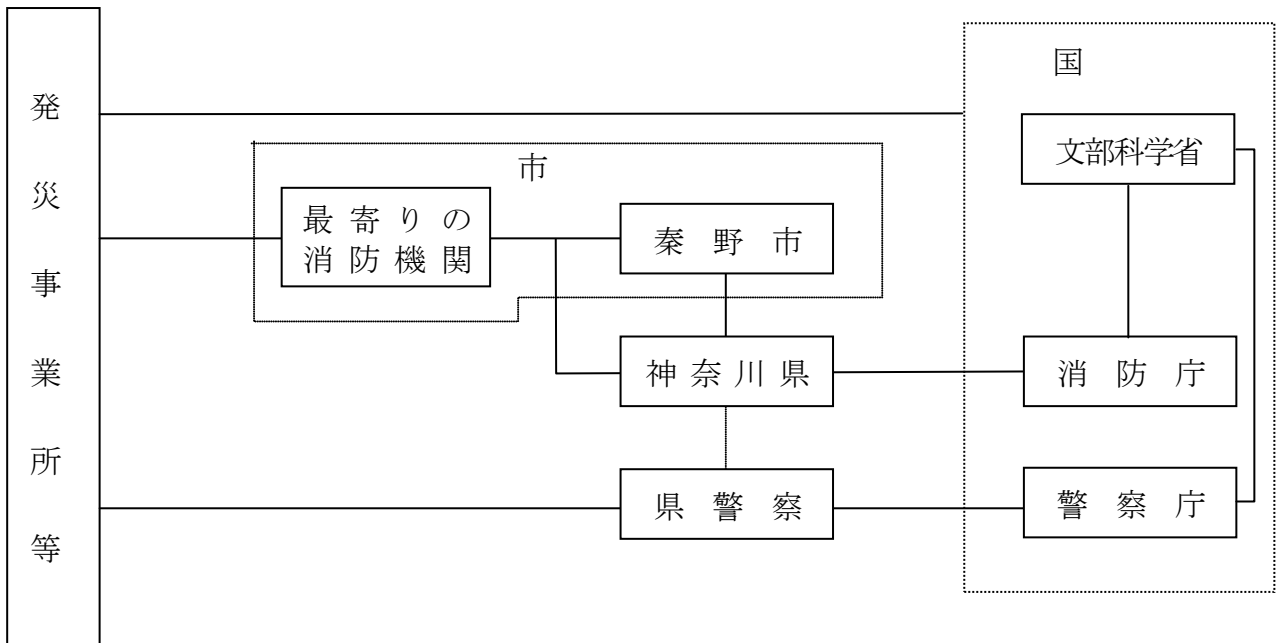 発災事業所等
国
文部科学省
市
最寄りの
消防機関
秦野市
神奈川県
消防庁
県警察
警察庁